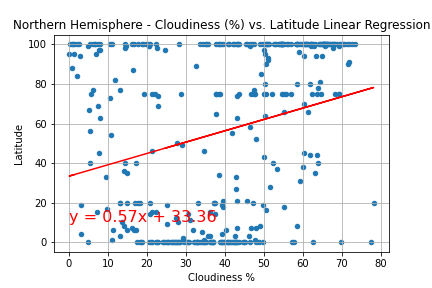 Northern Hemisphere - Cloudiness (%) vs. Latitude Linear Regression
100
80
60
40
20
0
Latitude
y = 0.57x + 33.36
0 10 20 30 40 50 60 70 80
Cloudiness %